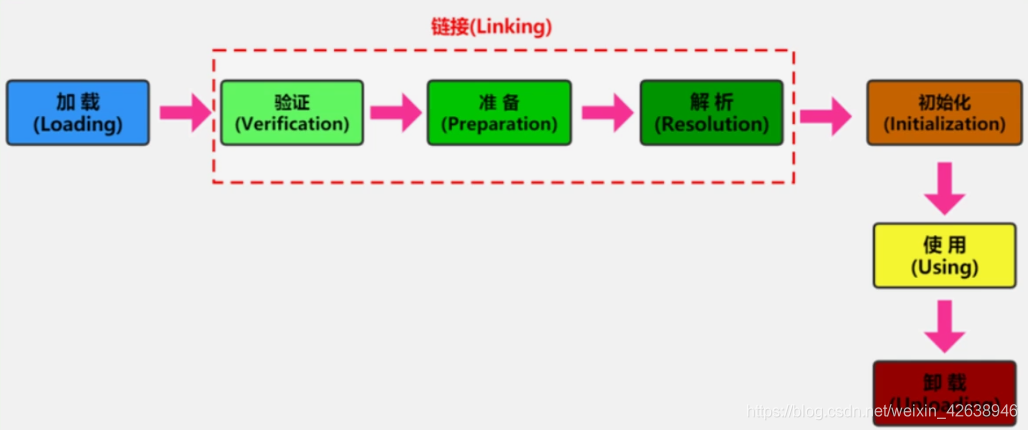 链接(Linking)
加 载
(Loading)
验证
(Verification)
准 备
(Preparation)
解 析
(Resolution)
初始化
(Initialization)
使 用
(Using)
卸 载
(Unloading)
https://blog.csdn.net/weixin_42638946